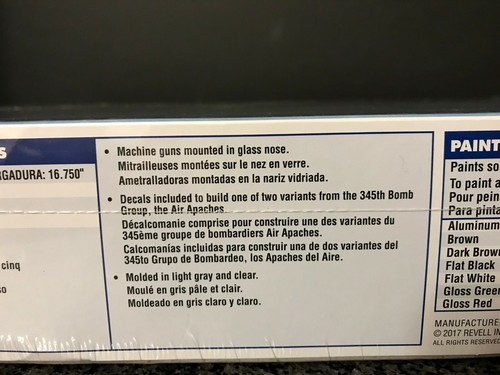 S
RGADURA: 16.750"
cinq
so
• Machine guns mounted in glass nose.
Mitrailleuses montées sur le nez en verre.
Ametralladoras montadas en la nariz vidriada.
• Decals included to build one of two variants from the 345th Bomb
Group, the Air Apaches.
Décalcomanie comprise pour construire une des variantes du
345ème groupe de bombardiers Air Apaches.
Calcomanías incluidas para construir una de dos variantes del
345to Grupo de Bombardeo, los Apaches del Aire.
• Molded in light gray and clear.
Moulé en gris pâle et clair.
Moldeado en gris claro y claro.
PAINT
Paints so
To paint a
Pour pein
Para pinta
Aluminum
Brown
Dark Brown
Flat Black
Flat White
Gloss Green
Gloss Red
MANUFACTURE
© 2017 REVELL IN
ALL RIGHTS RESERVED